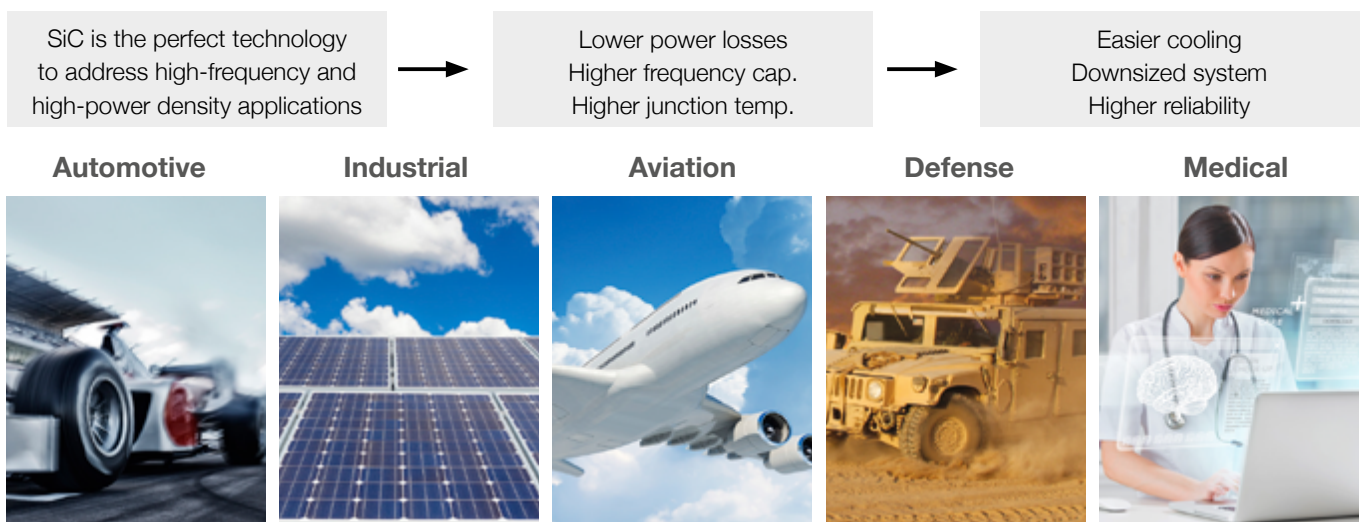 SiC is the perfect technology
to address high-frequency and
high-power density applications
Lower power losses
Higher frequency cap.
Higher junction temp.
Easier cooling
Downsized system
Higher reliability
Automotive
Industrial
Aviation
Defense
Medical
MEDICAL